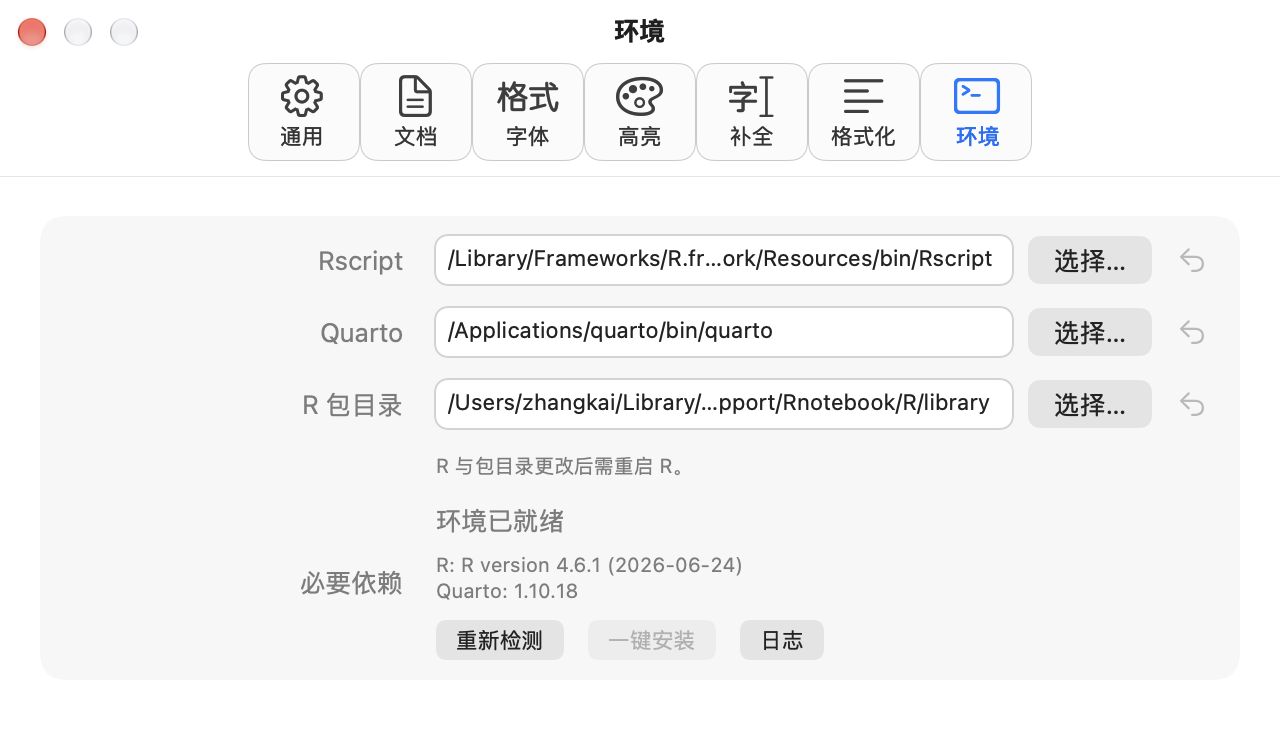 环境
通用
文档
格式
字体
高亮
字
补全
格式化
环境
Rscript /Library/Frameworks/R.fr...ork/Resources/bin/Rscript 选择...
Quarto /Applications/quarto/bin/quarto 选择...
R 包目录 /Users/zhangkai/Library/...pport/Rnotebook/R/library 选择...
R 与包目录更改后需重启 R。
环境已就绪
必要依赖
R: R version 4.6.1 (2026-06-24)
Quarto: 1.10.18
重新检测 一键安装 日志